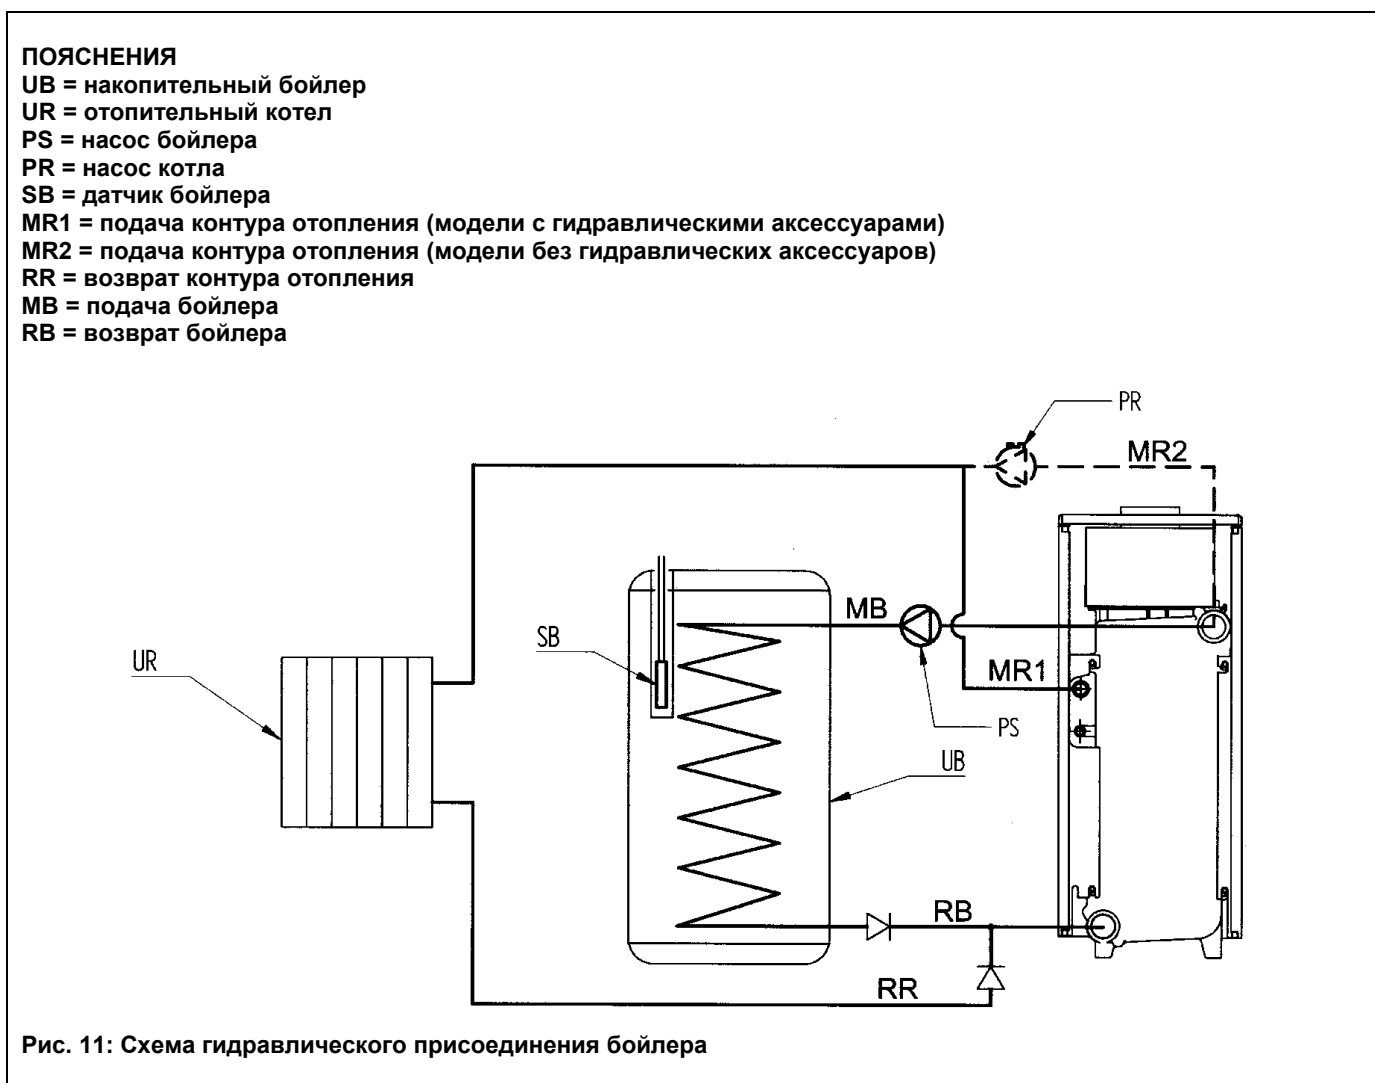 ПОЯСНЕНИЯ
UB = накопительный бойлер
UR = отопительный котел
PS = насос бойлера
PR = насос котла
SB = датчик бойлера
MR1 = подача контура отопления (модели с гидравлическими аксессуарами)
MR2 = подача контура отопления (модели без гидравлических аксессуаров)
RR = возврат контура отопления
MB = подача бойлера
RB = возврат бойлера
PR
MR2
MB
SB
UR
MR1
PS
UB
RB
RR
Рис. 11: Схема гидравлического присоединения бойлера